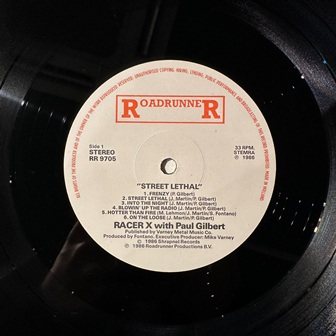 ROADRUNNER
Side 1
STEREO
RR 9705
33 RPM.
STEMRA
℗ 1986
"STREET LETHAL"
1. FRENZY (P. Gilbert)
2. STREET LETHAL (J. Martin/P. Gilbert)
3. INTO THE NIGHT (J. Martin/P. Gilbert)
4. BLOWIN' UP THE RADIO (J. Martin/P. Gilbert)
5. HOTTER THAN FIRE (M. Lehmon/J. Martin/S. Fontano)
6. ON THE LOOSE (J. Martin/P. Gilbert)
RACER X with Paul Gilbert
Published by Varney Metal Music Co.
Produced by Fontano, Executive Producer: Mike Varney
© 1986 Shrapnel Records
℗ 1986 Roadrunner Productions B.V.